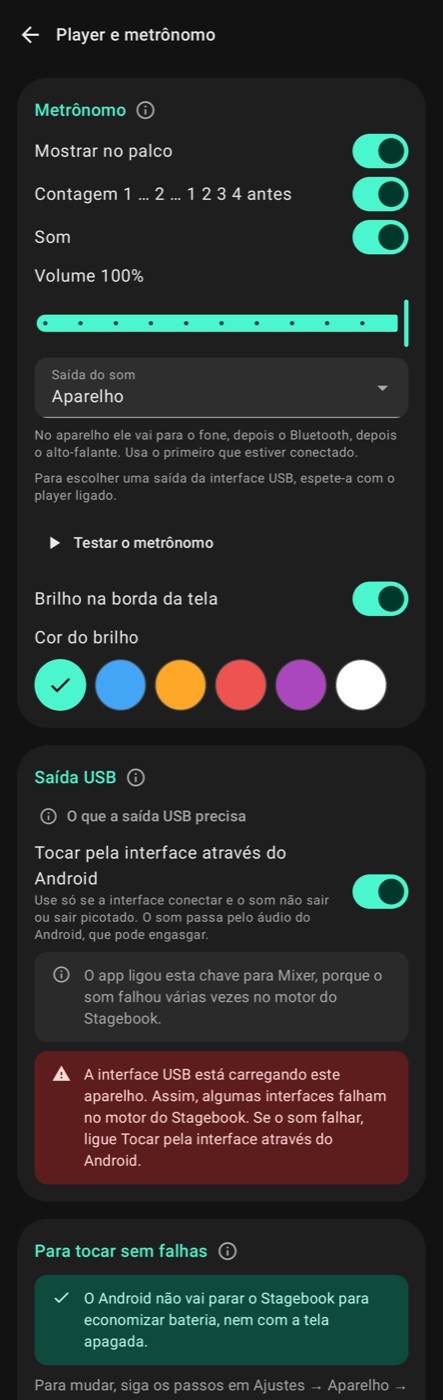 Player e metrônomo
Metrônomo
Mostrar no palco
Contagem 1 ... 2 ... 1 2 3 4 antes
Som
Volume 100%
Saída do som
Aparelho
No aparelho ele vai para o fone, depois o Bluetooth, depois
o alto-falante. Usa o primeiro que estiver conectado.
Para escolher uma saída da interface USB, espete-a com o
player ligado.
Testar o metrônomo
Brilho na borda da tela
Cor do brilho
Saída USB
O que a saída USB precisa
Tocar pela interface através do
Android
Use só se a interface conectar e o som não sair
ou sair picotado. O som passa pelo áudio do
Android, que pode engasgar.
O app ligou esta chave para Mixer, porque o
som falhou várias vezes no motor do
Stagebook.
A interface USB está carregando este
aparelho. Assim, algumas interfaces falham
no motor do Stagebook. Se o som falhar,
ligue Tocar pela interface através do
Android.
Para tocar sem falhas
O Android não vai parar o Stagebook para
economizar bateria, nem com a tela
apagada.
Para mudar, siga os passos em Ajustes → Aparelho →